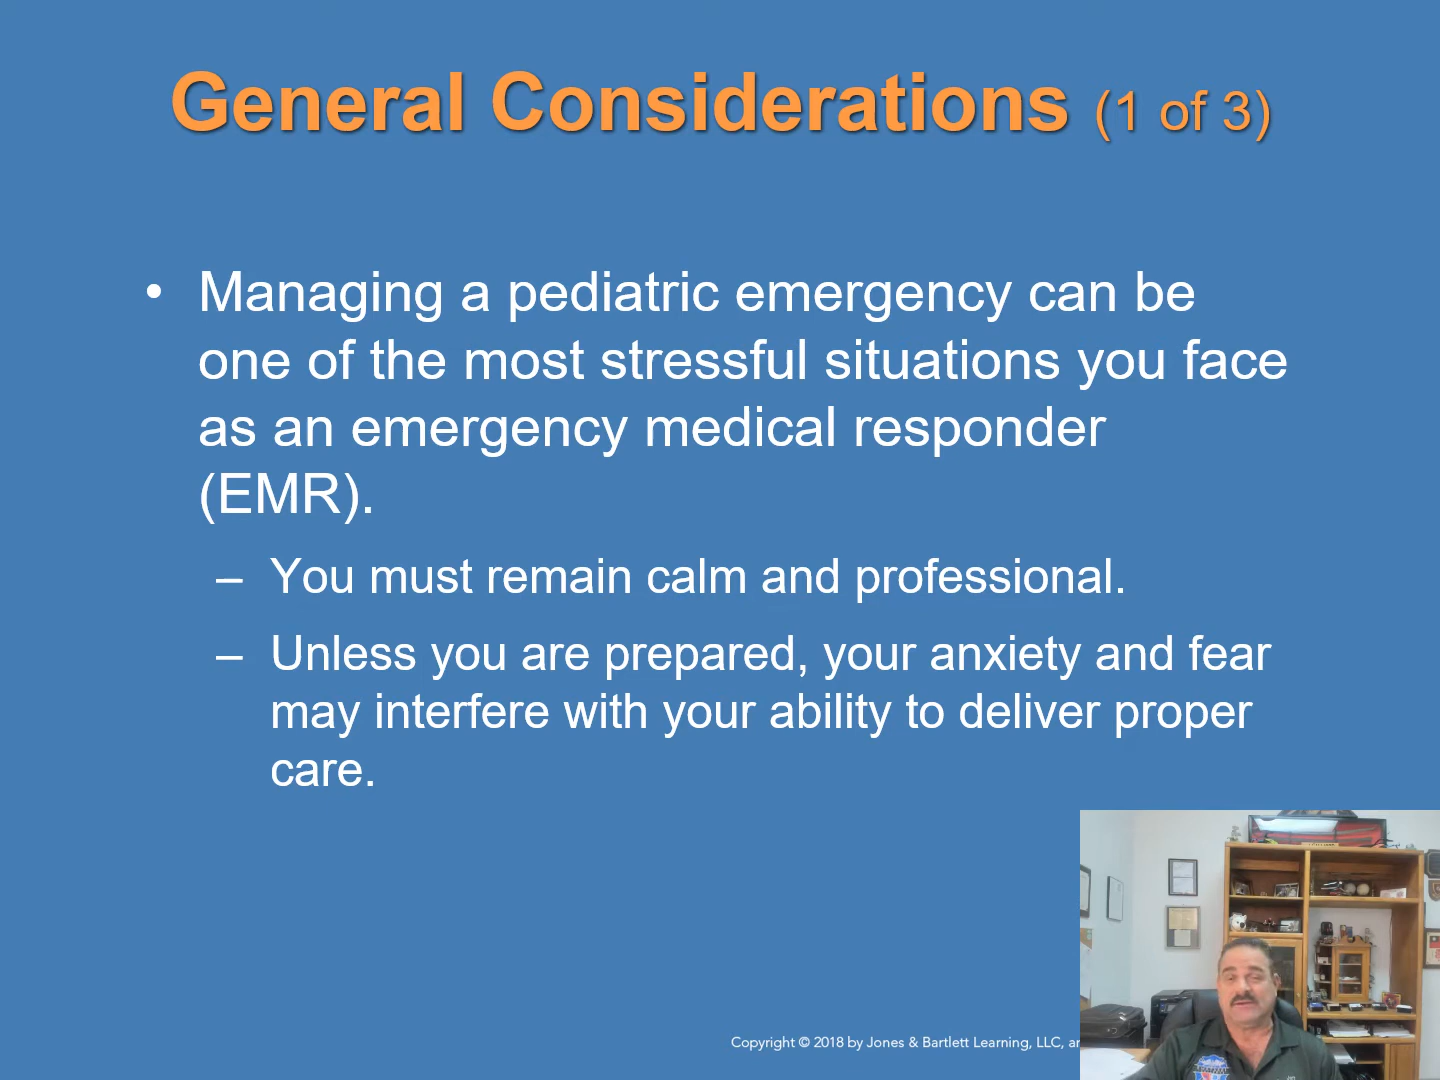 General Considerations (1 of 3)
• Managing a pediatric emergency can be
one of the most stressful situations you face
as an emergency medical responder
(EMR).
– You must remain calm and professional.
– Unless you are prepared, your anxiety and fear
may interfere with your ability to deliver proper
care.
Copyright © 2018 by Jones & Bartlett Learning, LLC, an